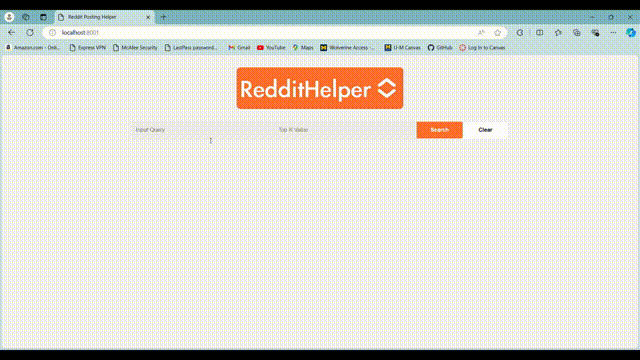 Reddit Posting Helper
localhost:8001
Amazon.com - Onli... Express VPN McAfee Security LastPass password... Gmail YouTube Maps Wolverine Access -... U-M Canvas GitHub Log In to Canvas
RedditHelper
Input Query Top K Value Search Clear